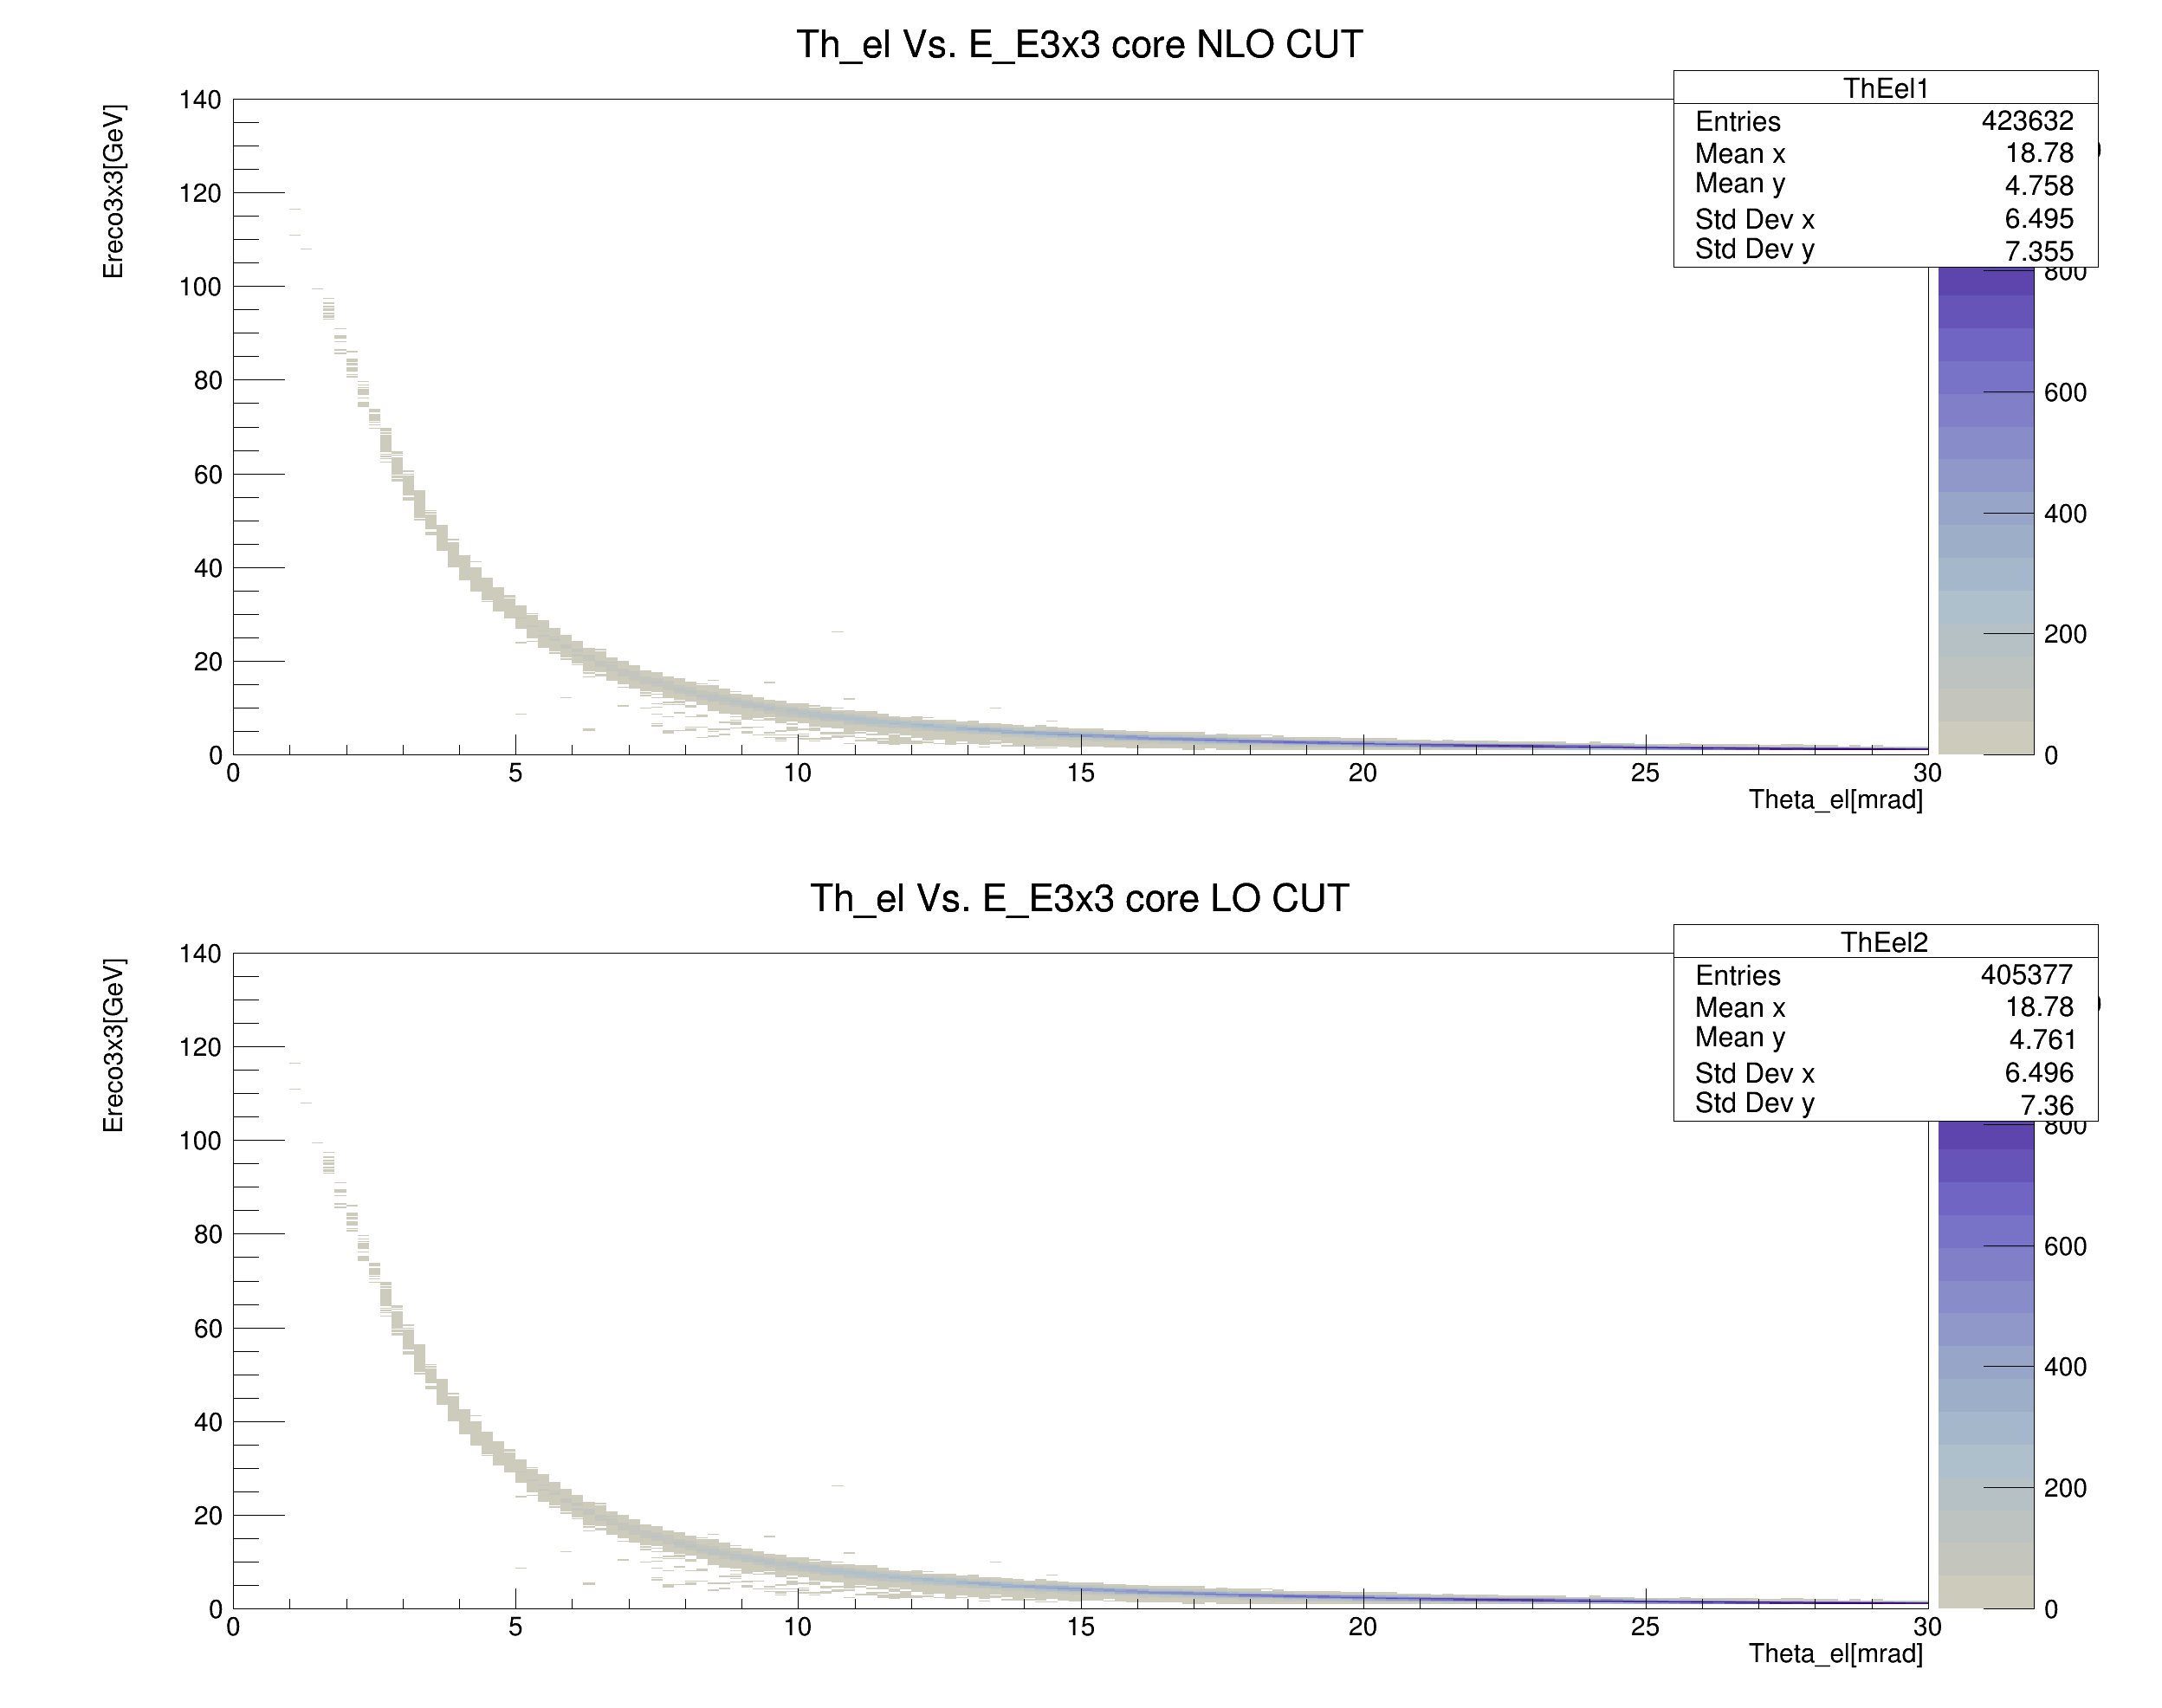 Th_el Vs. E_E3x3 core NLO CUT
ThEel1
Entries 423632
Mean x 18.78
Mean y 4.758
Std Dev x 6.495
Std Dev y 7.355
Ereco3x3[GeV]
140
120
100
80
60
40
20
0
0 5 10 15 20 25 30
Theta_el[mrad]
800
600
400
200
0
Th_el Vs. E_E3x3 core LO CUT
ThEel2
Entries 405377
Mean x 18.78
Mean y 4.761
Std Dev x 6.496
Std Dev y 7.36
Ereco3x3[GeV]
140
120
100
80
60
40
20
0
0 5 10 15 20 25 30
Theta_el[mrad]
800
600
400
200
0